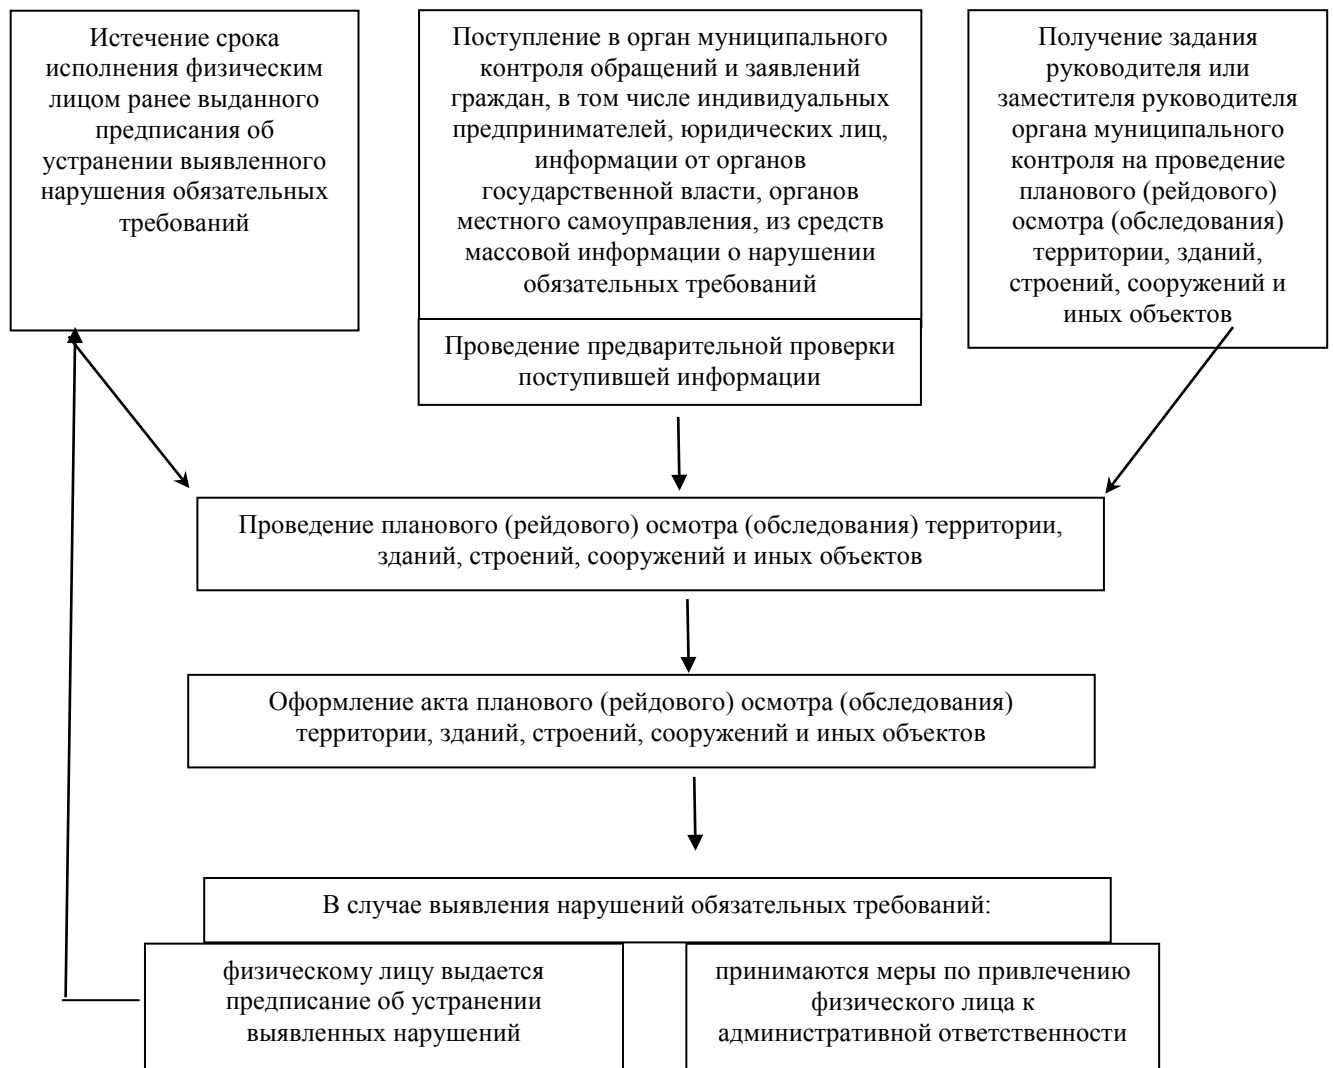 Истечение срока
исполнения физическим
лицом ранее выданного
предписания об
устранении выявленного
нарушения обязательных
требований
Поступление в орган муниципального
контроля обращений и заявлений
граждан, в том числе индивидуальных
предпринимателей, юридических лиц,
информации от органов
государственной власти, органов
местного самоуправления, из средств
массовой информации о нарушении
обязательных требований
Проведение предварительной проверки
поступившей информации
Получение задания
руководителя или
заместителя руководителя
органа муниципального
контроля на проведение
планового (рейдового)
осмотра (обследования)
территории, зданий,
строений, сооружений и
иных объектов
Проведение планового (рейдового) осмотра (обследования) территории,
зданий, строений, сооружений и иных объектов
Оформление акта планового (рейдового) осмотра (обследования)
территории, зданий, строений, сооружений и иных объектов
В случае выявления нарушений обязательных требований:
физическому лицу выдается
предписание об устранении
выявленных нарушений
принимаются меры по привлечению
физического лица к
административной ответственности